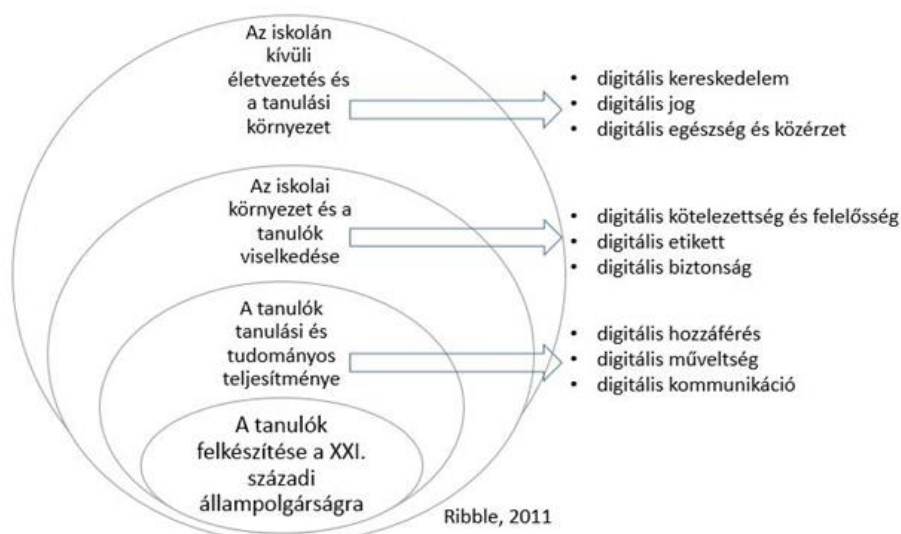 Az iskolán
kívüli
életvezetés és
a tanulási
környezet
• digitális kereskedelem
• digitális jog
• digitális egészség és közérzet
Az iskolai
környezet és a
tanulók
viselkedése
• digitális kötelezettség és felelősség
• digitális etikett
• digitális biztonság
A tanulók
tanulási és
tudományos
teljesítménye
• digitális hozzáférés
• digitális műveltség
• digitális kommunikáció
A tanulók
felkészítése a XXI.
századi
állampolgárságra
Ribble, 2011